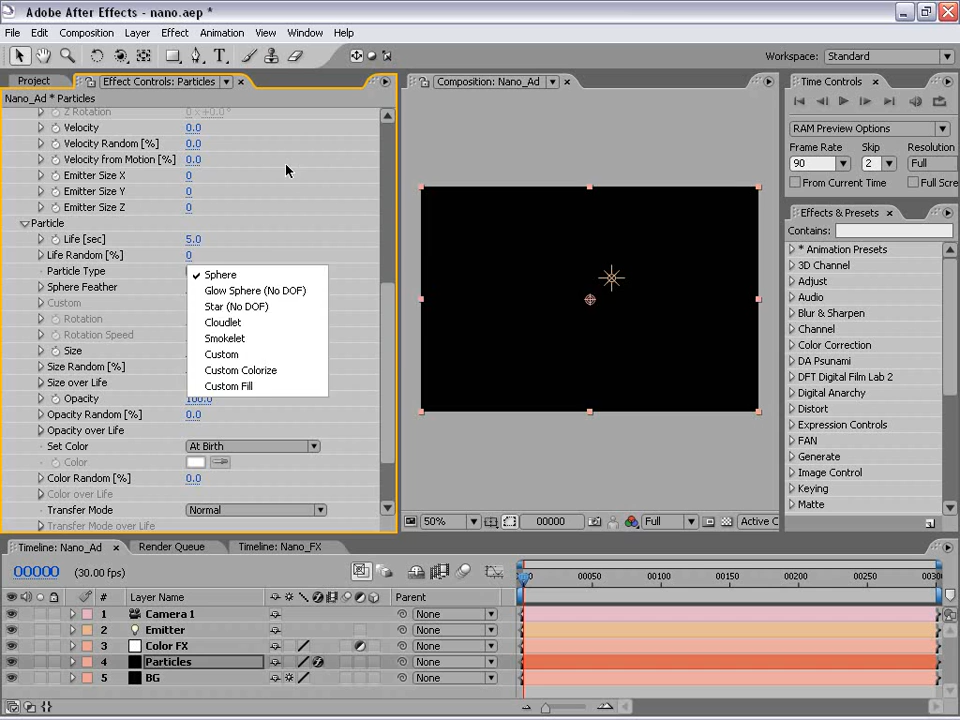 Adobe After Effects - nano.aep *
File Edit Composition Layer Effect Animation View Window Help
Workspace: Standard
Project Effect Controls: Particles Composition: Nano_Ad Time Controls
Nano_Ad * Particles
Z Rotation 0 x +0.0°
Velocity 0.0
Velocity Random [%] 0.0
Velocity from Motion [%] 0.0
Emitter Size X 0
Emitter Size Y 0
Emitter Size Z 0
Particle
Life [sec] 5.0
Life Random [%] 0
Particle Type
Sphere Feather
Custom
Rotation
Rotation Speed
Size
Size Random [%]
Size over Life
Opacity 100.0
Opacity Random [%] 0.0
Opacity over Life
Set Color At Birth
Color
Color Random [%] 0.0
Color over Life
Transfer Mode Normal
Transfer Mode over Life
Sphere
Glow Sphere (No DOF)
Star (No DOF)
Cloudlet
Smokelet
Custom
Custom Colorize
Custom Fill
50% 00000 Full Active C
RAM Preview Options
Frame Rate Skip Resolution
90 2 Full
From Current Time Full Scre
Effects & Presets
Contains:
* Animation Presets
3D Channel
Adjust
Audio
Blur & Sharpen
Channel
Color Correction
DA Psunami
DFT Digital Film Lab 2
Digital Anarchy
Distort
Expression Controls
FAN
Generate
Image Control
Keying
Matte
Timeline: Nano_Ad Render Queue Timeline: Nano_FX
00000 (30.00 fps)
0 00050 00100 00150 00200 00250 0030
# Layer Name Parent
1 Camera 1 None
2 Emitter None
3 Color FX None
4 Particles None
5 BG None